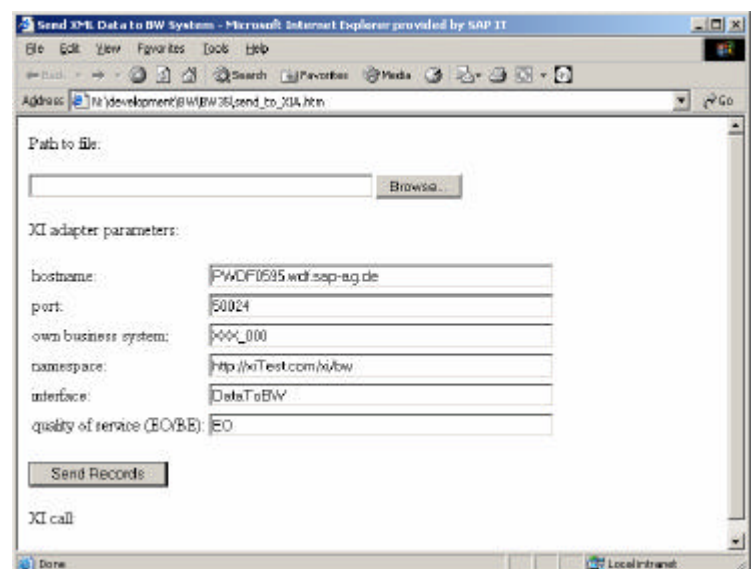 Send XML Data to BW System - Microsoft Internet Explorer provided by SAP IT
File Edit View Favorites Tools Help
Back Search Favorites Media
Address N:\development\BW\BW35\send_to_XIA.htm Go
Path to file:
Browse...
XI adapter parameters:
hostname: PWDF0595.wdf.sap-ag.de
port: 50024
own business system: XXX_000
namespace: http://xiTest.com/xi/bw
interface: DataToBW
quality of service (EO/BE): EO
Send Records
XI call:
Done Local intranet